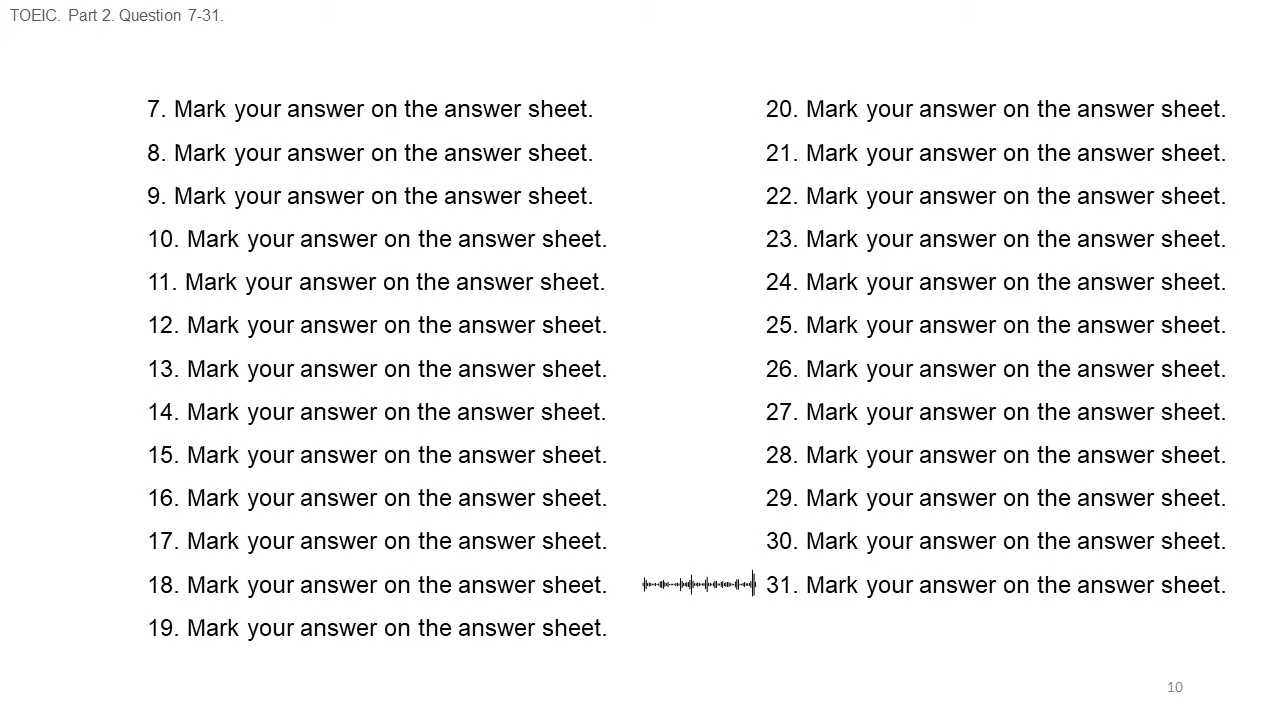 TOEIC. Part 2. Question 7-31.
7. Mark your answer on the answer sheet.
8. Mark your answer on the answer sheet.
9. Mark your answer on the answer sheet.
10. Mark your answer on the answer sheet.
11. Mark your answer on the answer sheet.
12. Mark your answer on the answer sheet.
13. Mark your answer on the answer sheet.
14. Mark your answer on the answer sheet.
15. Mark your answer on the answer sheet.
16. Mark your answer on the answer sheet.
17. Mark your answer on the answer sheet.
18. Mark your answer on the answer sheet.
19. Mark your answer on the answer sheet.
20. Mark your answer on the answer sheet.
21. Mark your answer on the answer sheet.
22. Mark your answer on the answer sheet.
23. Mark your answer on the answer sheet.
24. Mark your answer on the answer sheet.
25. Mark your answer on the answer sheet.
26. Mark your answer on the answer sheet.
27. Mark your answer on the answer sheet.
28. Mark your answer on the answer sheet.
29. Mark your answer on the answer sheet.
30. Mark your answer on the answer sheet.
31. Mark your answer on the answer sheet.
10